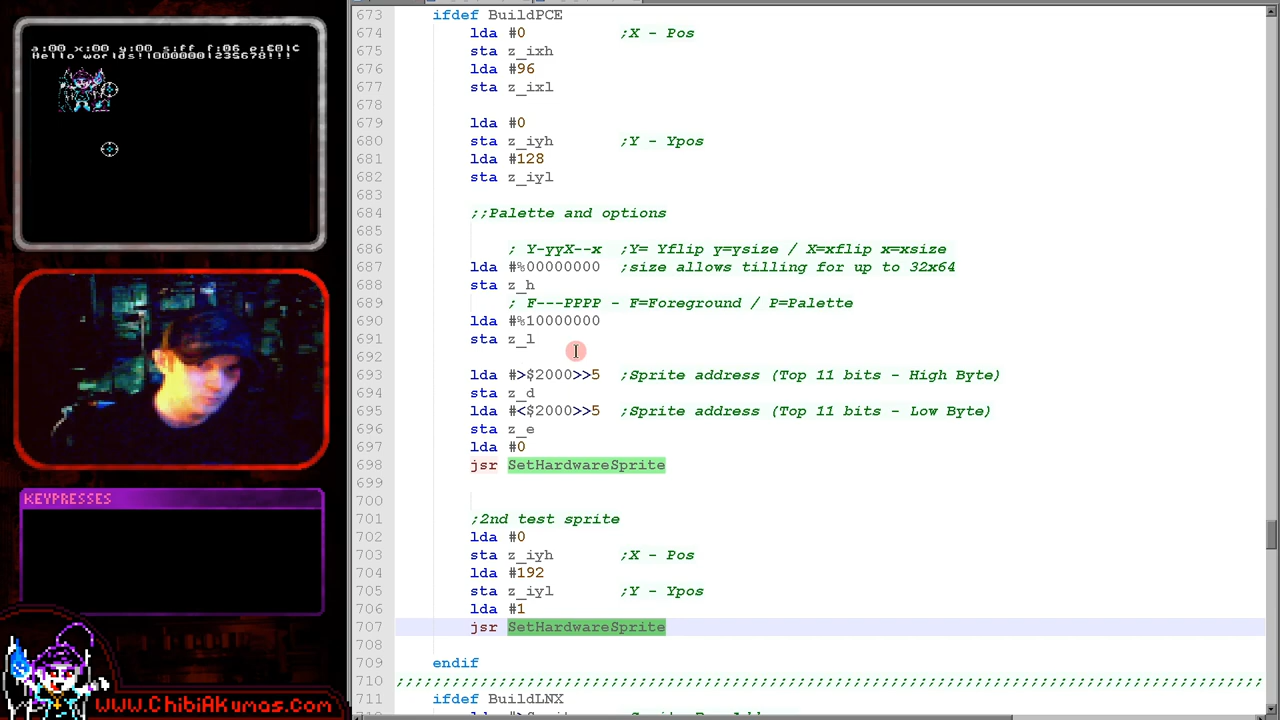 a:00 x:00 y:00 s:ff f:06
673 ifdef BuildPCE
674 lda #0 ;X - Pos
675 sta z_ixh
676 lda #96
677 sta z_ixl
678
679 lda #0
680 sta z_iyh ;Y - Ypos
681 lda #128
682 sta z_iyl
683
684 ;;Palette and options
685
686 ; Y-yyX--x ;Y= Yflip y=ysize / X=xflip x=xsize
687 lda #%00000000 ;size allows tilling for up to 32x64
688 sta z_h
689 ; F---PPPP - F=Foreground / P=Palette
690 lda #%10000000
691 sta z_l
692
693 lda #>$2000>>5 ;Sprite address (Top 11 bits - High Byte)
694 sta z_d
695 lda #<$2000>>5 ;Sprite address (Top 11 bits - Low Byte)
696 sta z_e
697 lda #0
698 jsr SetHardwareSprite
699
700
701 ;2nd test sprite
702 lda #0
703 sta z_iyh ;X - Pos
704 lda #192
705 sta z_iyl ;Y - Ypos
706 lda #1
707 jsr SetHardwareSprite
708
709 endif
710 ;;;;;;;;;;;;;;;;;;;;;;;;;;;;;;;;;;;;;;;;;;;;;;;;;;;;;;;;;;;;;;;;;;;;;;;;;;;;;;;;;;;;;;;;;;;;;
711 ifdef BuildLNX
KEYPRESSES
www.ChibiAkumas.com